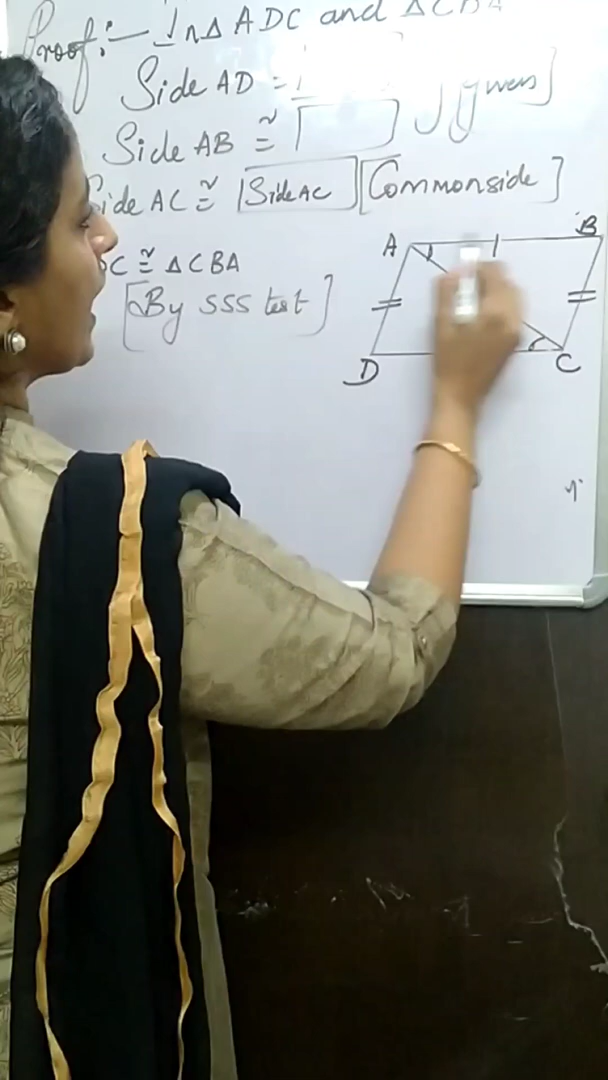 Proof:- In Δ ADC and Δ CBA
Side AD =
Side AB ≅ [given]
Side AC ≅ Side AC [Common side]
DC ≅ Δ CBA
[By SSS test]
A B
D C